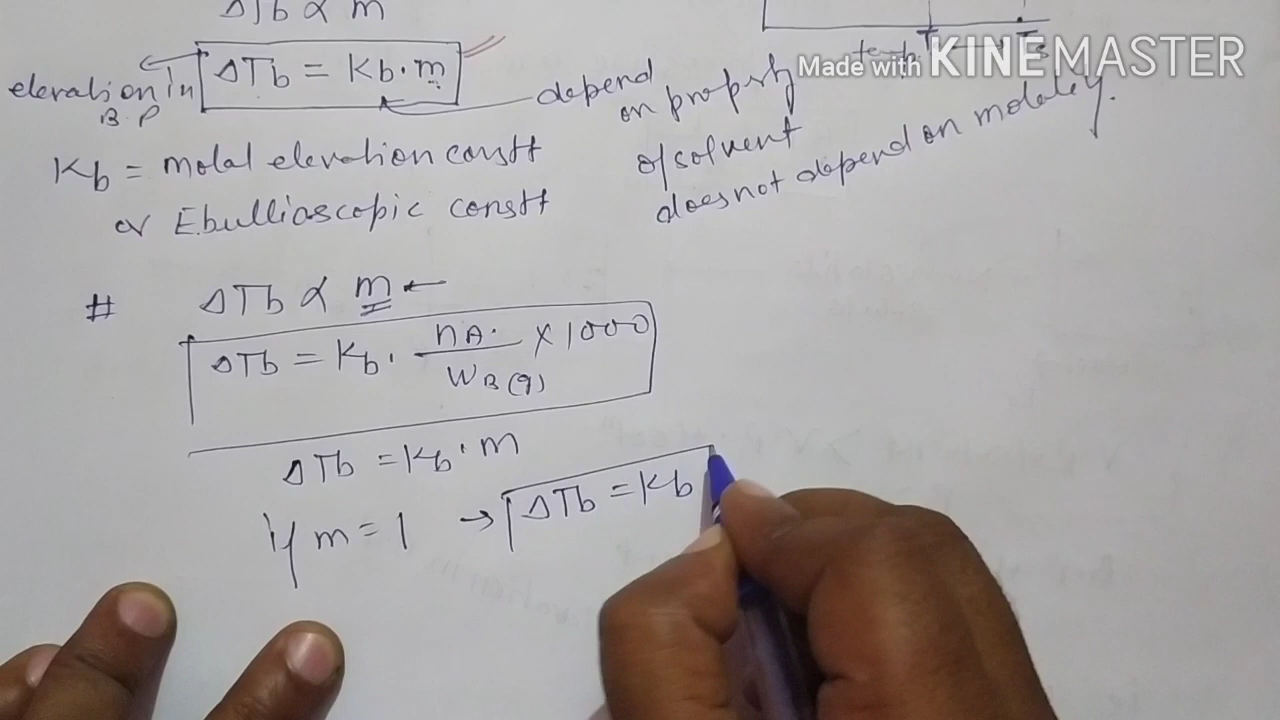 ΔTb ∝ m
ΔTb = Kb · m
elevation in
B.P
depend
on property
of solvent
does not depend on molality.
Kb = molal elevation constt
or Ebullioscopic constt
temp.
Made with KINEMASTER
# ΔTb ∝ m ←
ΔTb = Kb · nA. / WB(g) × 1000
ΔTb = Kb · m
if m = 1 → ΔTb = Kb